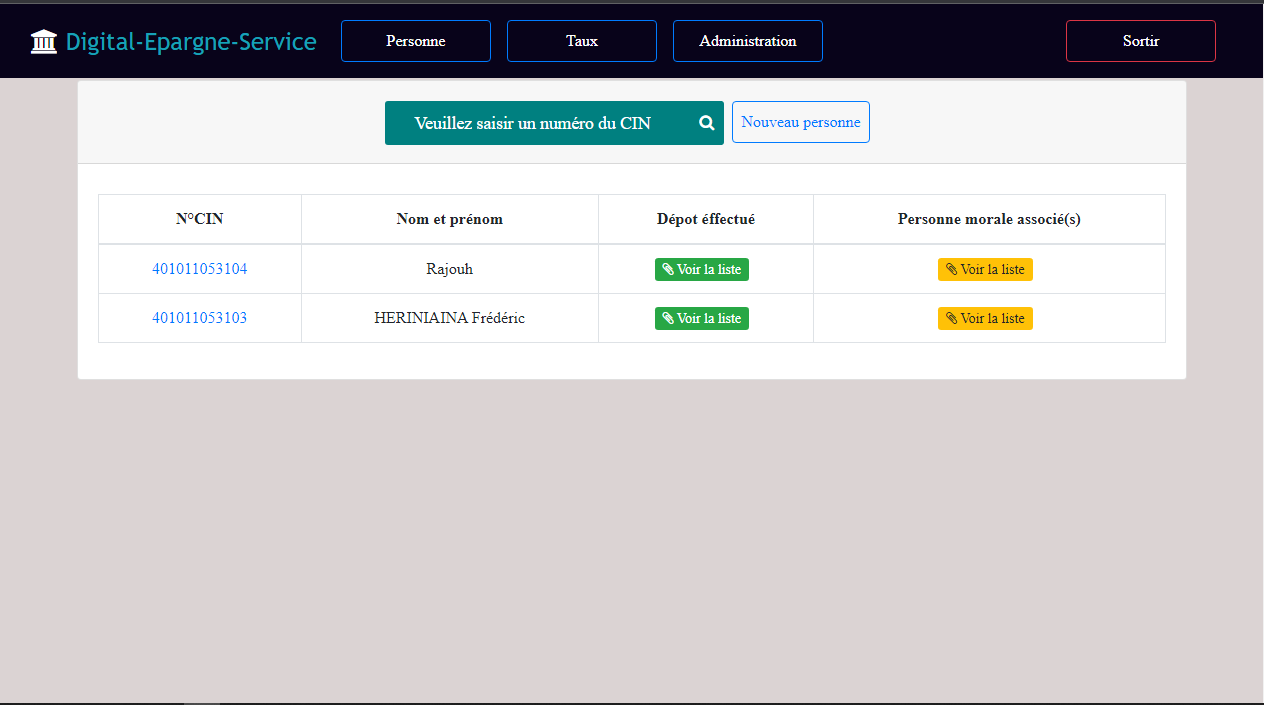 Digital-Epargne-Service Personne Taux Administration Sortir
Veuillez saisir un numéro du CIN Nouveau personne
N°CIN Nom et prénom Dépot éffectué Personne morale associé(s)
401011053104 Rajouh Voir la liste Voir la liste
401011053103 HERINIAINA Frédéric Voir la liste Voir la liste